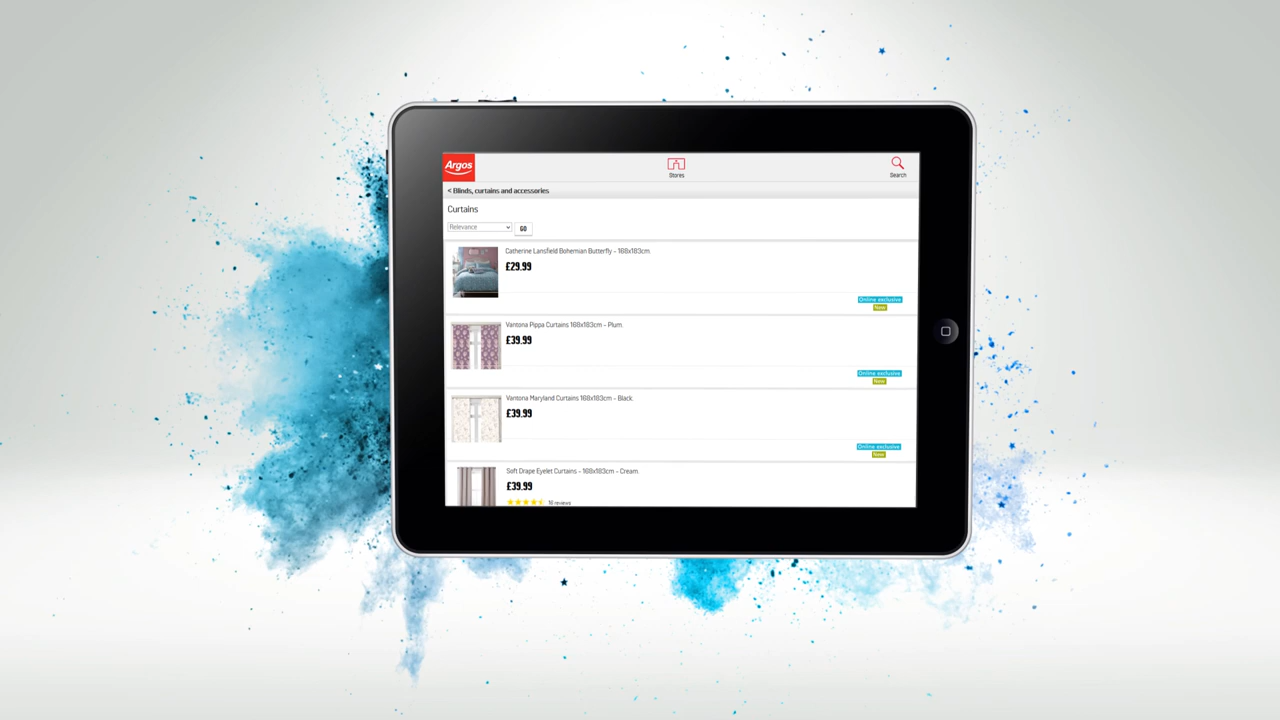 Argos
Stores
Search
< Blinds, curtains and accessories
Curtains
Relevance
GO
Catherine Lansfield Bohemian Butterfly - 168x183cm.
£29.99
Online exclusive
New
Vantona Pippa Curtains 168x183cm - Plum.
£39.99
Online exclusive
New
Vantona Maryland Curtains 168x183cm - Black.
£39.99
Online exclusive
New
Soft Drape Eyelet Curtains - 168x183cm - Cream.
£39.99
16 reviews